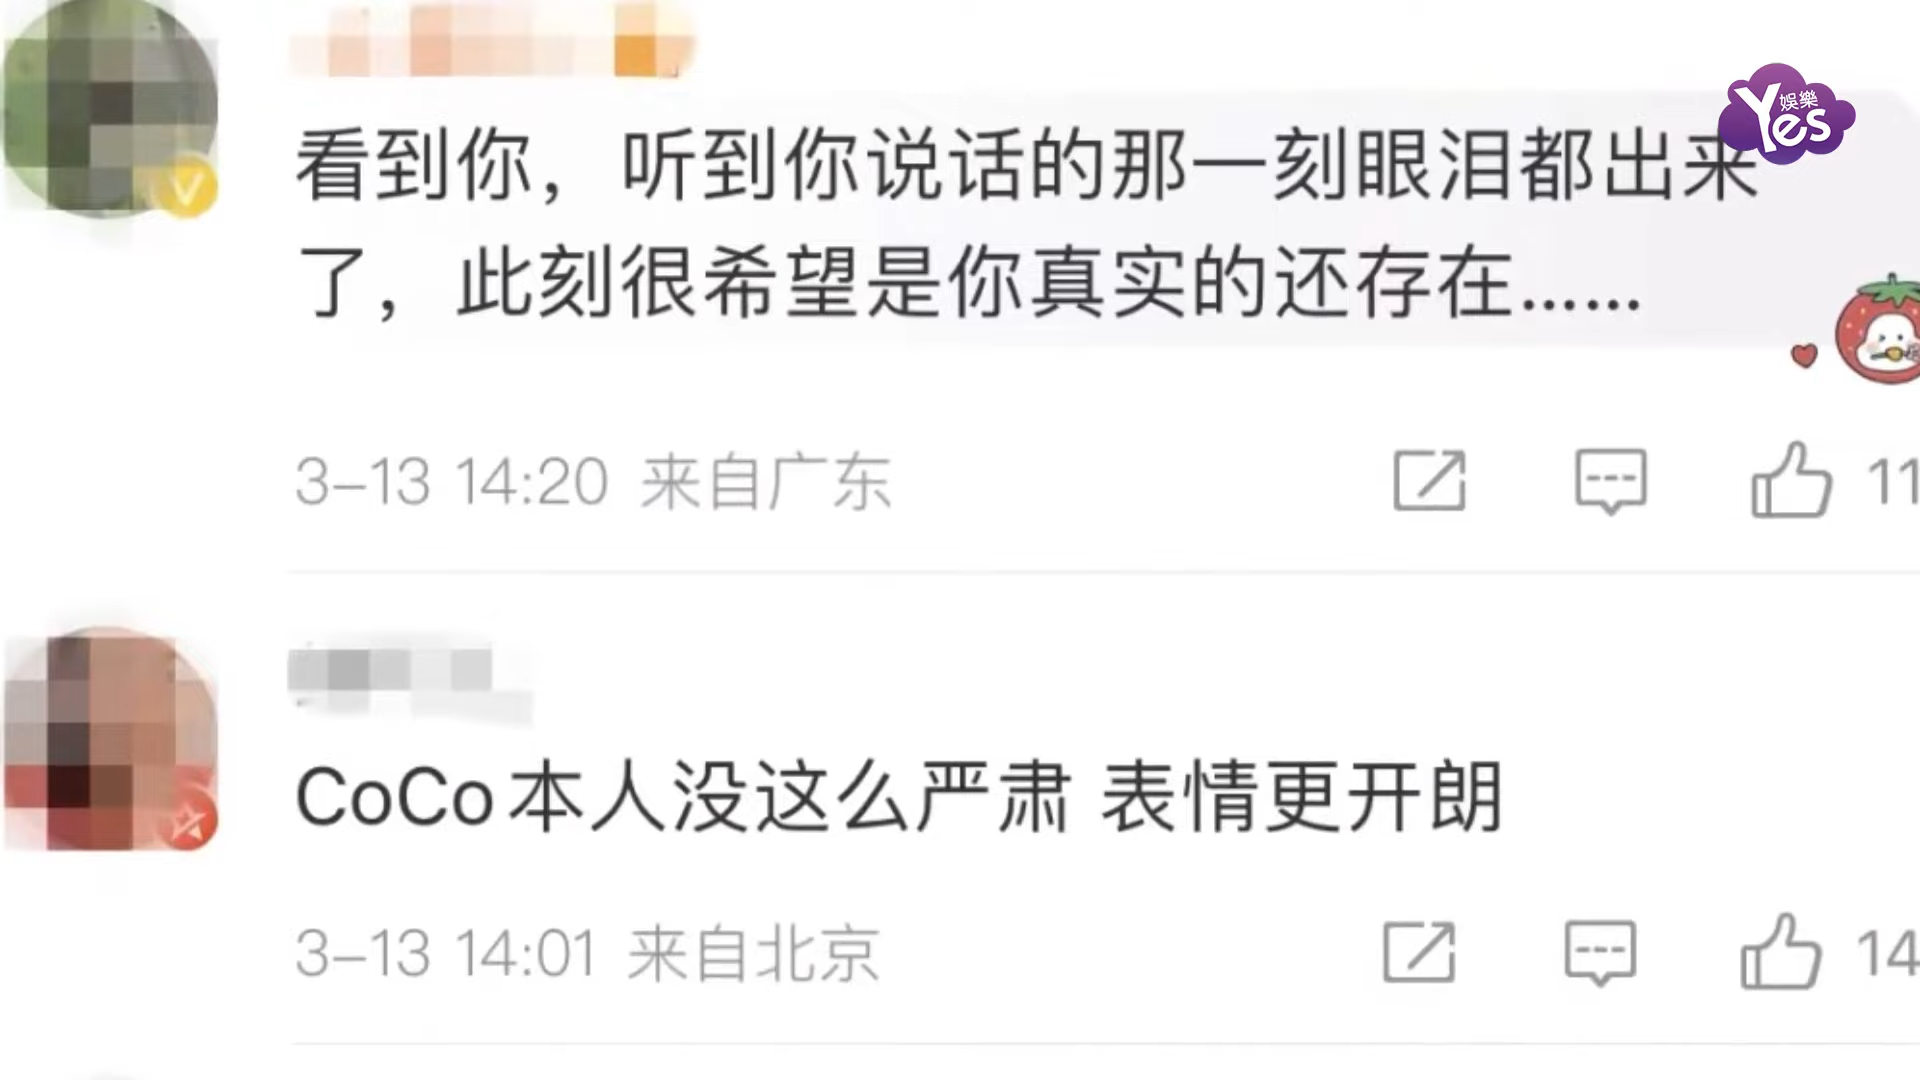 Yes 娛樂
看到你，听到你说话的那一刻眼泪都出来
了，此刻很希望是你真实的还存在……
3-13 14:20 来自广东
11
CoCo本人没这么严肃 表情更开朗
3-13 14:01 来自北京
14